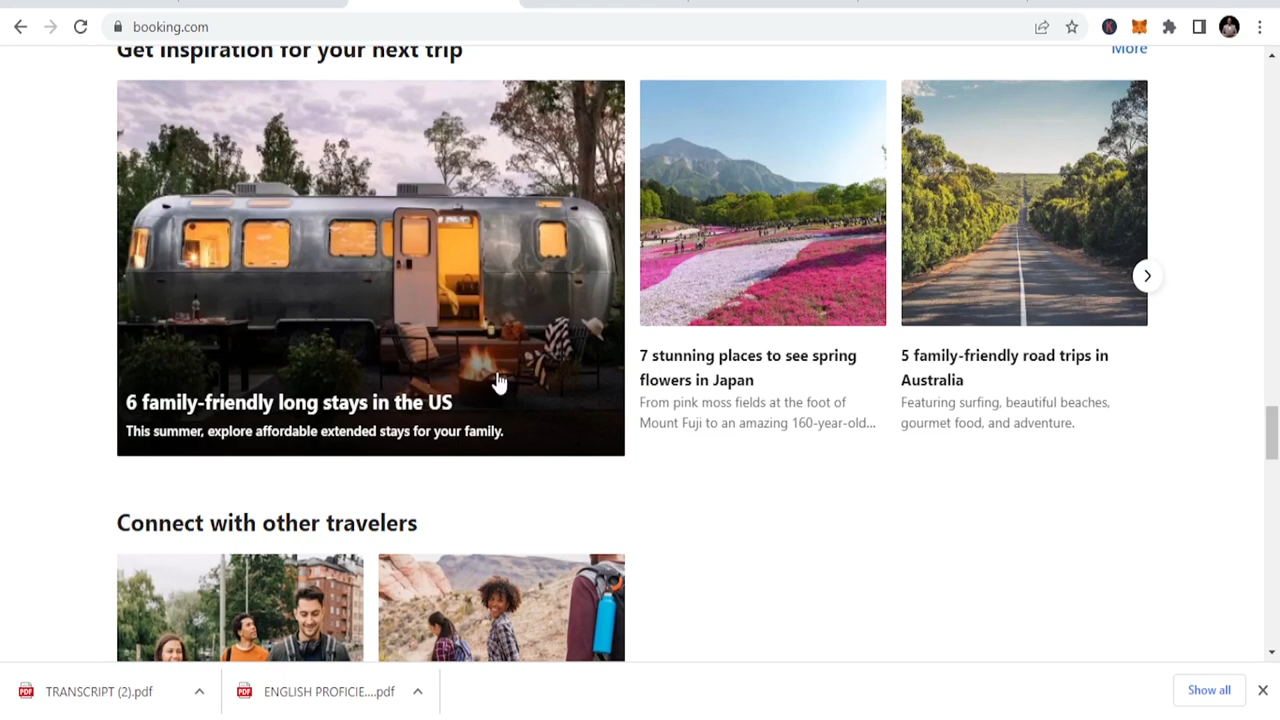 booking.com
Get inspiration for your next trip
More
6 family-friendly long stays in the US
This summer, explore affordable extended stays for your family.
7 stunning places to see spring
flowers in Japan
From pink moss fields at the foot of
Mount Fuji to an amazing 160-year-old...
5 family-friendly road trips in
Australia
Featuring surfing, beautiful beaches,
gourmet food, and adventure.
Connect with other travelers
TRANSCRIPT (2).pdf
ENGLISH PROFICIE....pdf
Show all